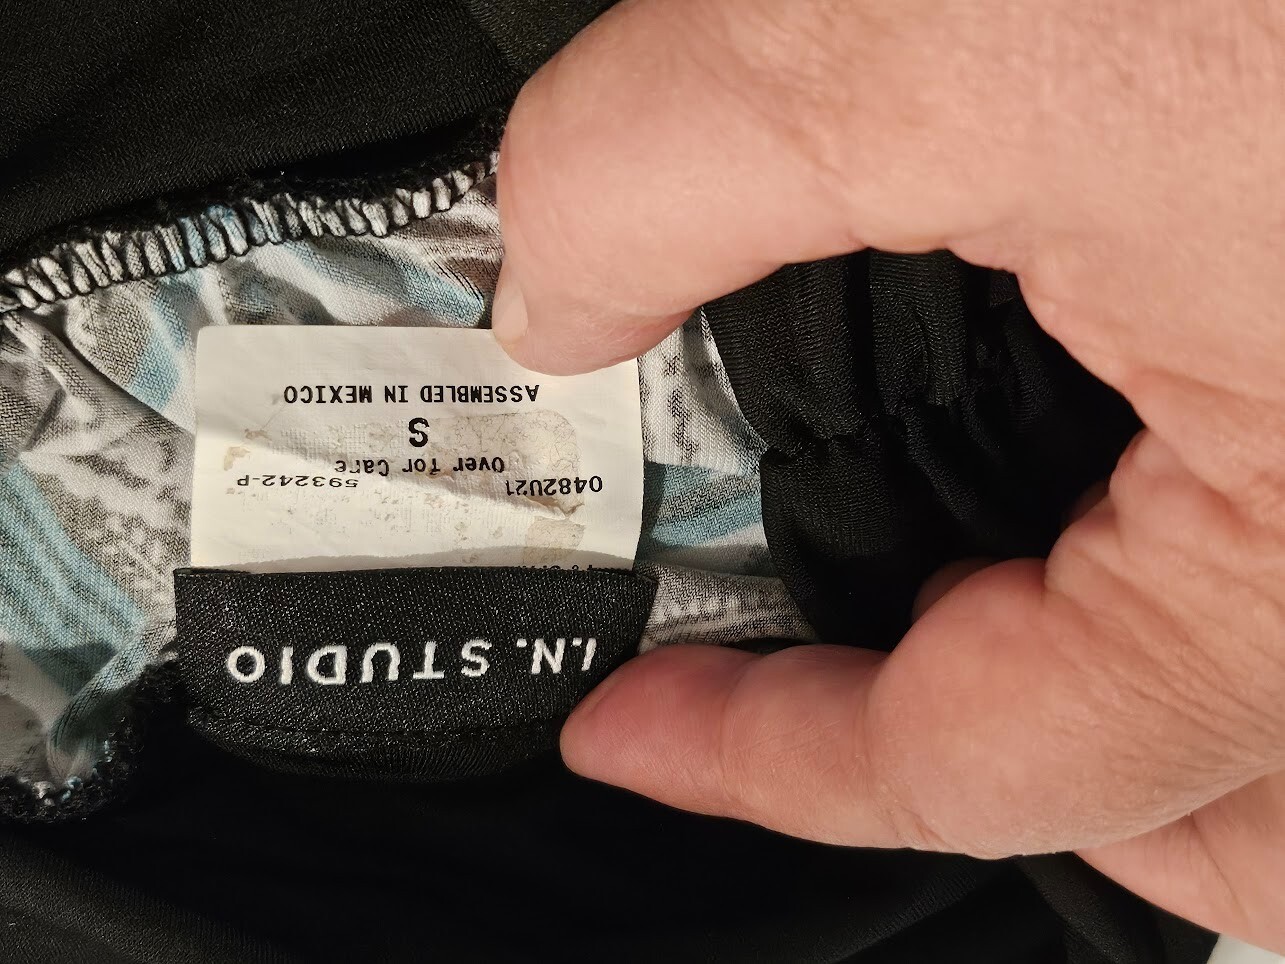 I.N. STUDIO
0482U21 593242-P
Over for Care
S
ASSEMBLED IN MEXICO